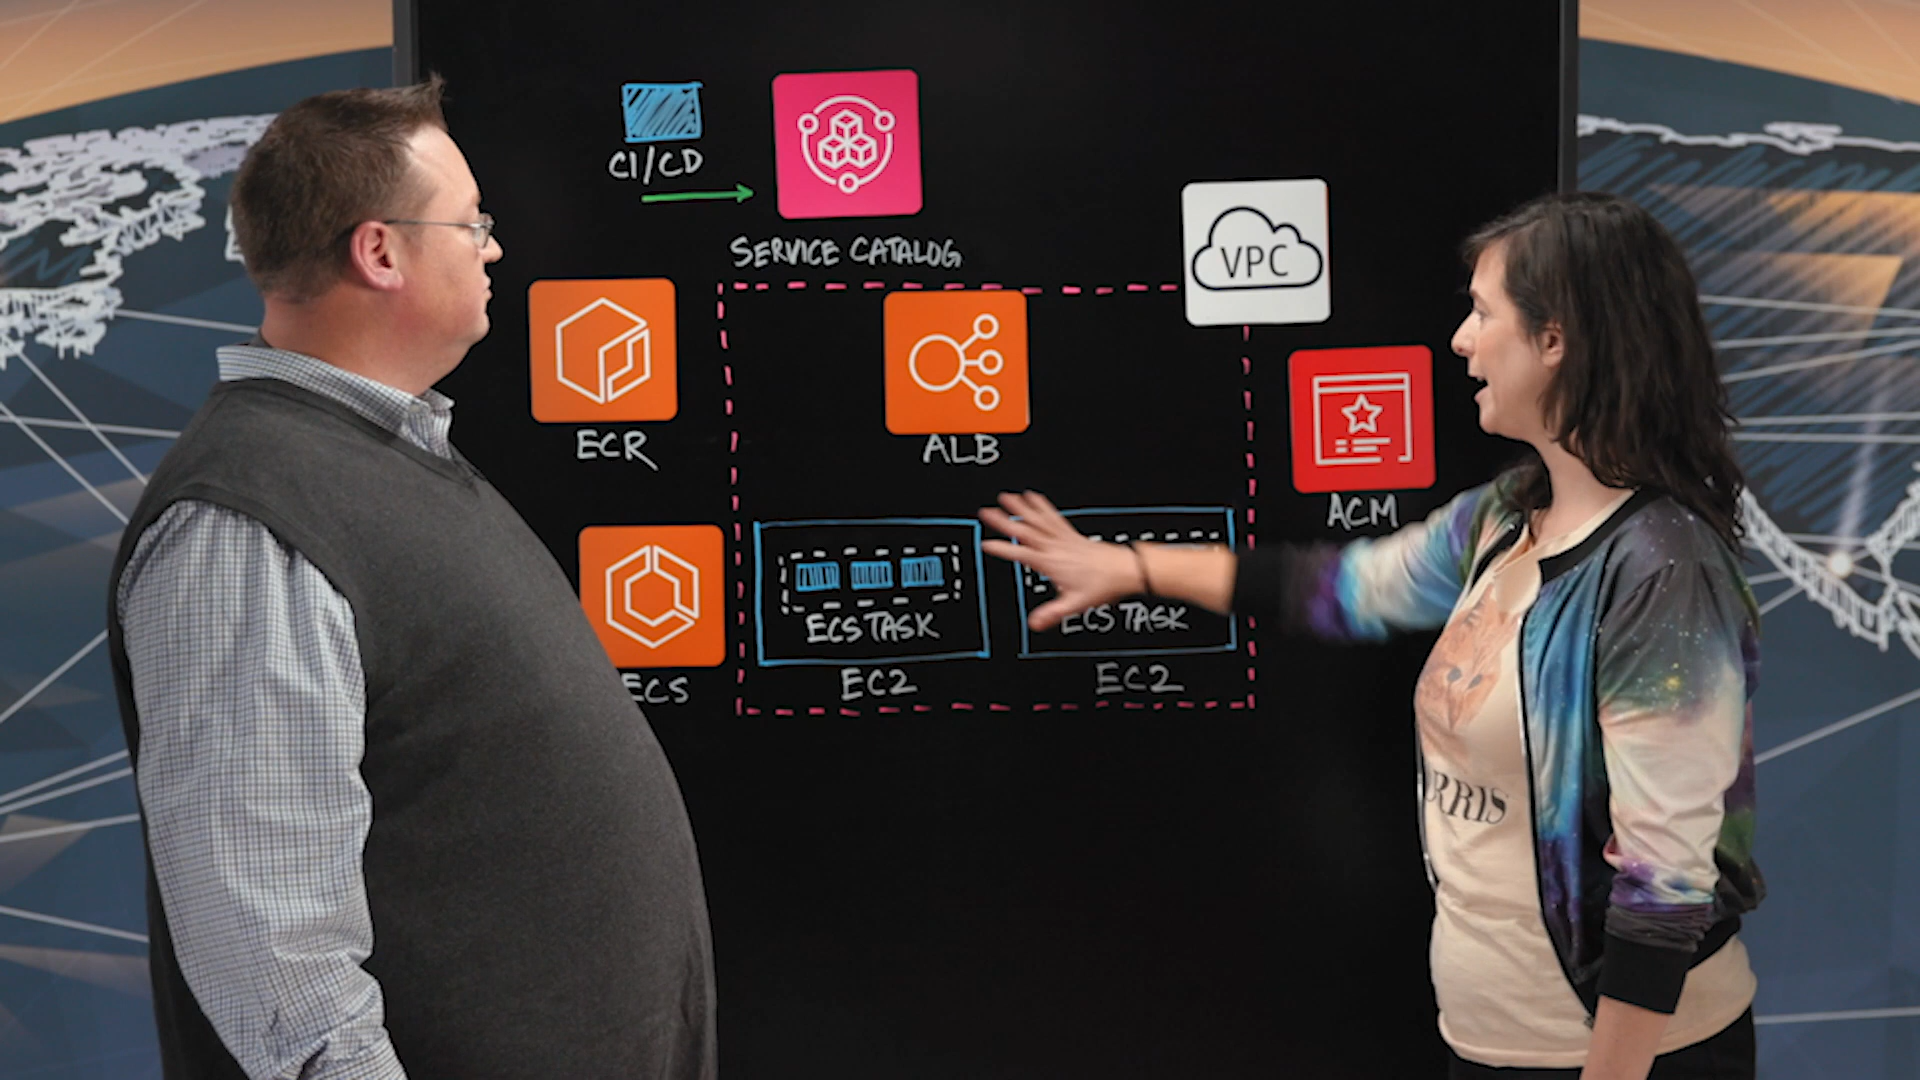 CI/CD
SERVICE CATALOG
VPC
ECR
ALB
ACM
ECS TASK
ECS TASK
ECS
EC2
EC2